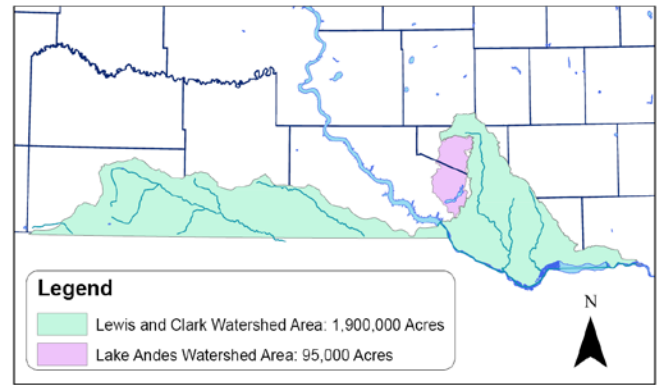 Legend
Lewis and Clark Watershed Area: 1,900,000 Acres
Lake Andes Watershed Area: 95,000 Acres
N